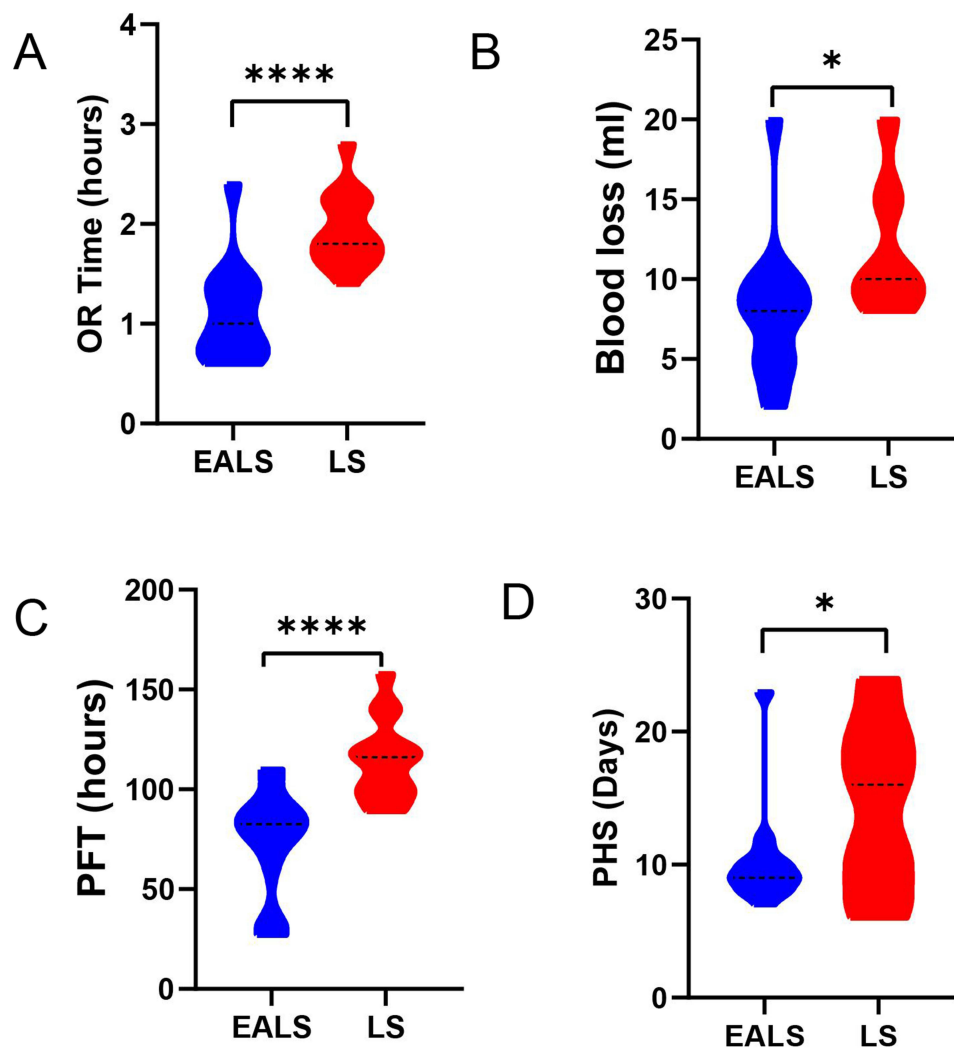 A
OR Time (hours)
4
3
2
1
0
****
EALS LS
B
Blood loss (ml)
25
20
15
10
5
0
*
EALS LS
C
PFT (hours)
200
150
100
50
0
****
EALS LS
D
PHS (Days)
30
20
10
0
*
EALS LS